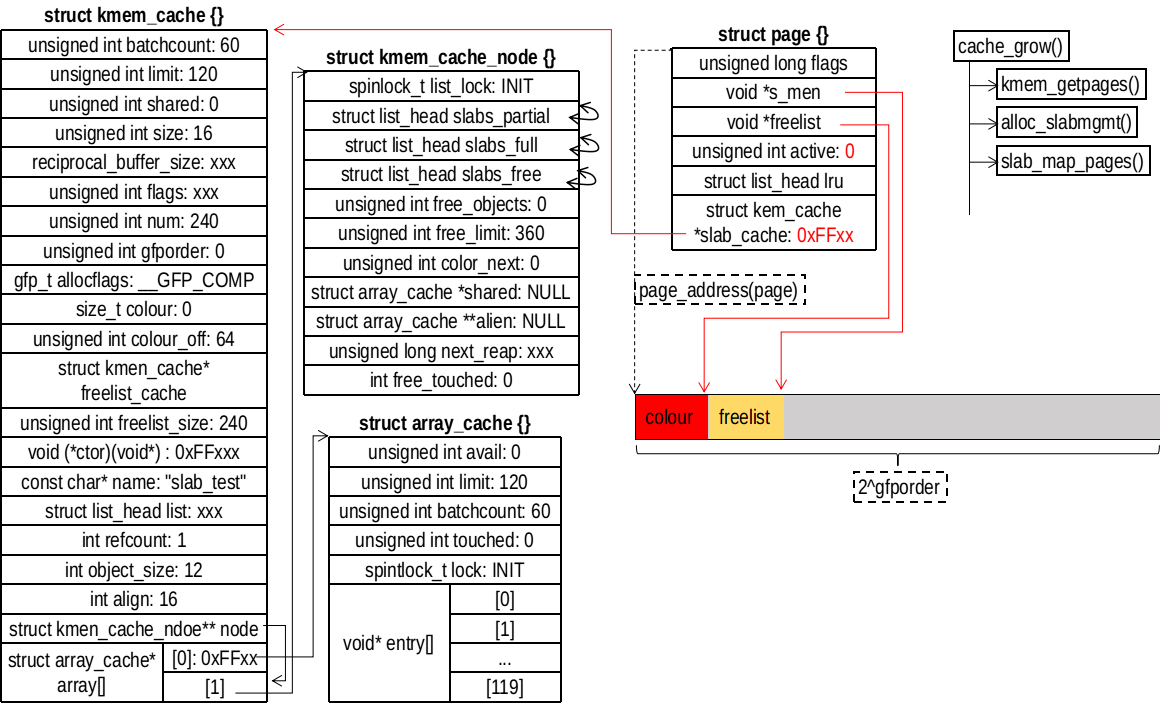 struct kmem_cache {}
unsigned int batchcount: 60
unsigned int limit: 120
unsigned int shared: 0
unsigned int size: 16
reciprocal_buffer_size: xxx
unsigned int flags: xxx
unsigned int num: 240
unsigned int gfporder: 0
gfp_t allocflags: __GFP_COMP
size_t colour: 0
unsigned int colour_off: 64
struct kmen_cache*
freelist_cache
unsigned int freelist_size: 240
void (*ctor)(void*) : 0xFFxxx
const char* name: "slab_test"
struct list_head list: xxx
int refcount: 1
int object_size: 12
int align: 16
struct kmen_cache_ndoe** node
struct array_cache*
array[]
[0]: 0xFFxx
[1]
struct kmem_cache_node {}
spinlock_t list_lock: INIT
struct list_head slabs_partial
struct list_head slabs_full
struct list_head slabs_free
unsigned int free_objects: 0
unsigned int free_limit: 360
unsigned int color_next: 0
struct array_cache *shared: NULL
struct array_cache **alien: NULL
unsigned long next_reap: xxx
int free_touched: 0
struct array_cache {}
unsigned int avail: 0
unsigned int limit: 120
unsigned int batchcount: 60
unsigned int touched: 0
spintlock_t lock: INIT
void* entry[]
[0]
[1]
...
[119]
struct page {}
unsigned long flags
void *s_men
void *freelist
unsigned int active: 0
struct list_head lru
struct kem_cache
*slab_cache: 0xFFxx
page_address(page)
colour
freelist
2^gfporder
cache_grow()
kmem_getpages()
alloc_slabmgmt()
slab_map_pages()